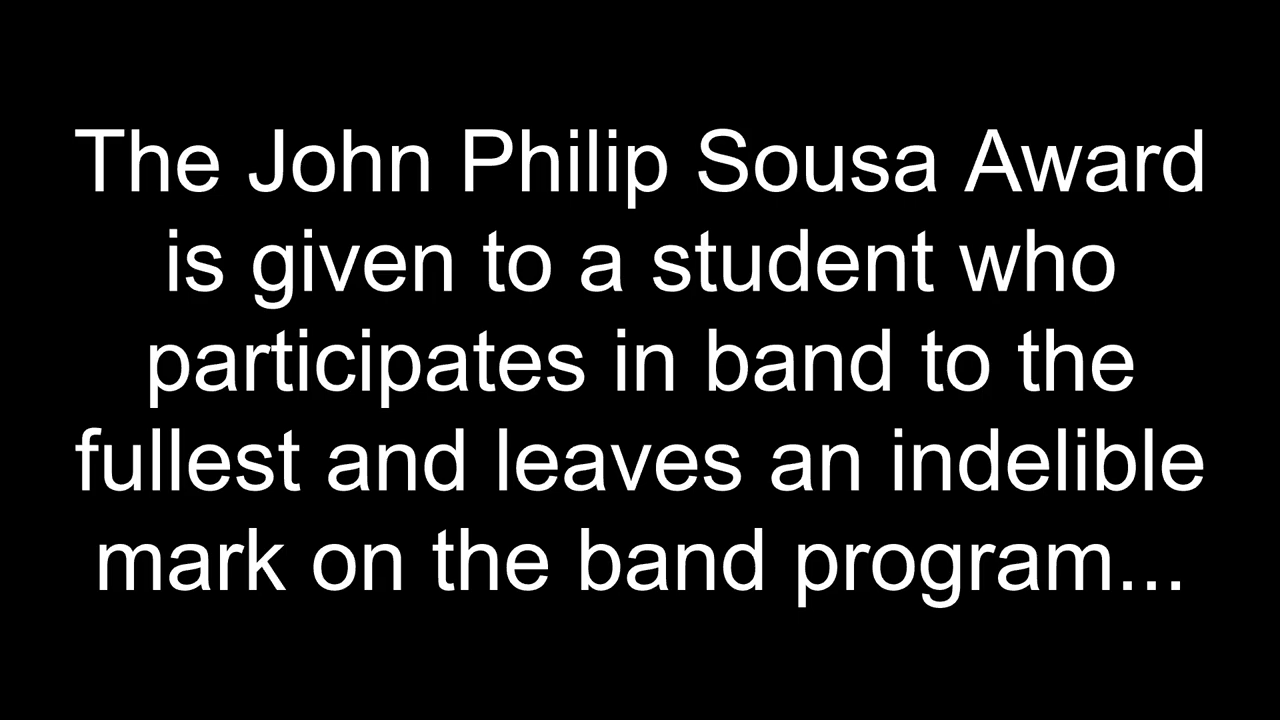 The John Philip Sousa Award
is given to a student who
participates in band to the
fullest and leaves an indelible
mark on the band program...